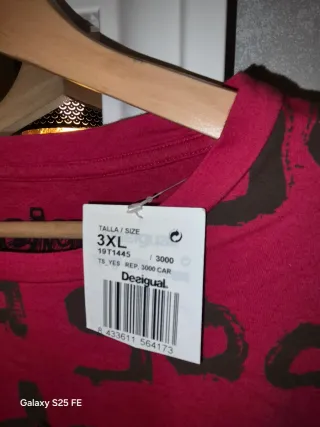 TALLA / SIZE
3XL
19T1445 / 3000
TS_YES REP. 3000 CAR
Desigual.
8 433611 564173
Galaxy S25 FE